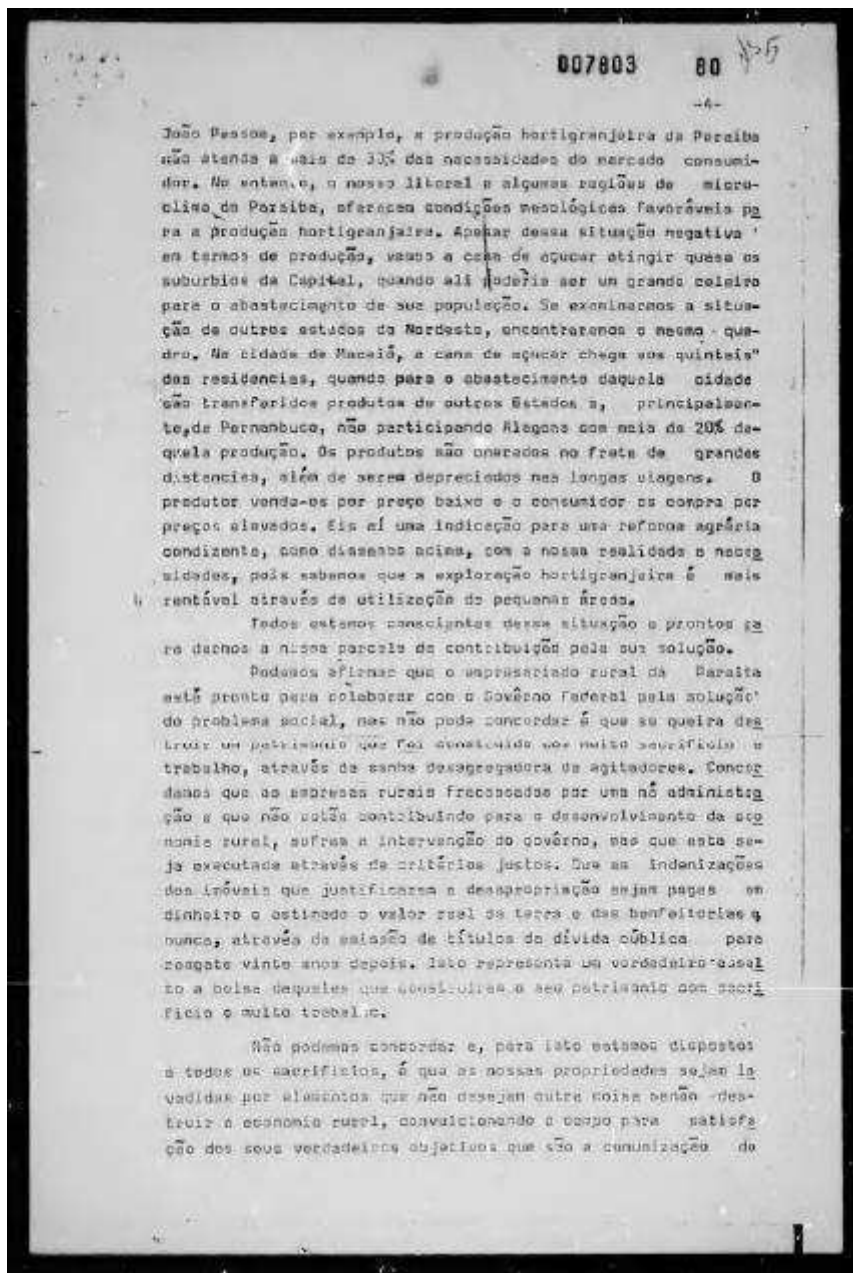 007803 80
-4-
João Pessoa, por exemplo, a produção hortigranjeira da Paraíba
não atende a mais de 30% das necessidades do mercado consumi-
dor. No entanto, o nosso litoral e algumas regiões de micro-
clima da Paraíba, oferecem condições mesológicas favoráveis pa
ra a produção hortigranjeira. Apesar dessa situação negativa '
em termos de produção, vemos a cana de açucar atingir quase os
suburbios da Capital, quando ali poderia ser um grande celeiro
para o abastecimento de sua população. Se examinarmos a situa-
ção de outros estados do Nordeste, encontraremos o mesmo qua-
dro. Na cidade de Maceió, a cana de açucar chega aos quintais"
das residencias, quando para o abastecimento daquela cidade
são transferidos produtos de outros Estados e, principalmen-
te,de Pernambuco, não participando Alagoas com mais de 20% da-
quela produção. Os produtos são onerados no frete de grandes
distancias, além de serem depreciados nas longas viagens. O
produtor vende-os por preço baixo e o consumidor os compra por
preços elevados. Eis aí uma indicação para uma reforma agrária
condizente, como dissemos acima, com a nossa realidade e neces
sidades, pois sabemos que a exploração hortigranjeira é mais
rentável através da utilização de pequenas áreas.
Todos estamos conscientes dessa situação e prontos pa
ra darmos a nossa parcela de contribuição pela sua solução.
Podemos afirmar que o empresariado rural da Paraíba
está pronto para colaborar com o Govêrno Federal pela solução'
do problema social, mas não pode concordar é que se queira des
truir um patrimonio que foi construido com muito sacrificio e
trabalho, através da sanha desagregadora de agitadores. Concor
damos que as empresas rurais fracassadas por uma má administra
ção e que não estão contribuindo para o desenvolvimento da eco
nomia rural, sofram a intervenção do govêrno, mas que esta se-
ja executada através de critérios justos. Que as indenizações
dos imóveis que justificarem a desapropriação sejam pagas em
dinheiro e estimado o valor real da terra e das benfeitorias e
nunca, através da emissão de títulos da dívida pública para
resgate vinte anos depois. Isto representa um verdadeiro assal
to a bolsa daqueles que construiram o seu patrimonio com sacri
ficio e muito trabalho.
Não podemos concordar e, para isto estamos dispostos
a todos os sacrificios, é que as nossas propriedades sejam in
vadidas por elementos que não desejam outra coisa senão des-
truir a economia rural, convulcionando o campo para satisfa
ção dos seus verdadeiros objetivos que são a comunização do